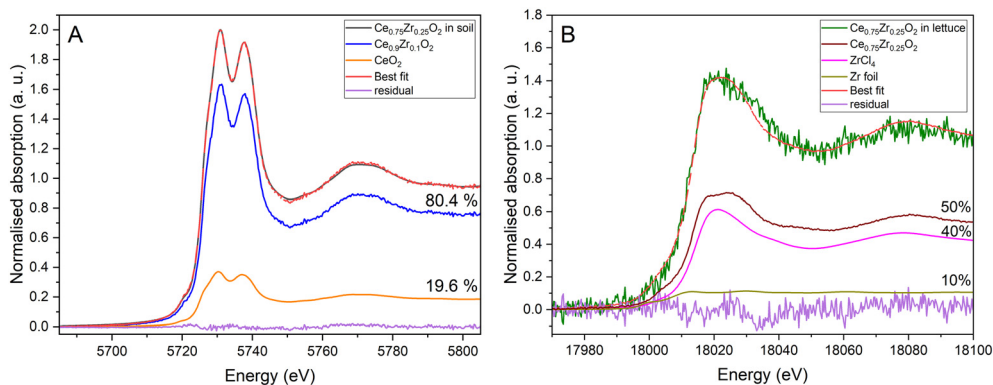 A
Ce0.75Zr0.25O2 in soil
Ce0.9Zr0.1O2
CeO2
Best fit
residual
2.0
1.8
1.6
1.4
1.2
1.0
0.8
0.6
0.4
0.2
0.0
Normalised absorption (a. u.)
80.4 %
19.6 %
5700
5720
5740
5760
5780
5800
Energy (eV)
B
Ce0.75Zr0.25O2 in lettuce
Ce0.75Zr0.25O2
ZrCl4
Zr foil
Best fit
residual
1.8
1.6
1.4
1.2
1.0
0.8
0.6
0.4
0.2
0.0
Normalised absorption (a. u.)
50%
40%
10%
17980
18000
18020
18040
18060
18080
18100
Energy (eV)